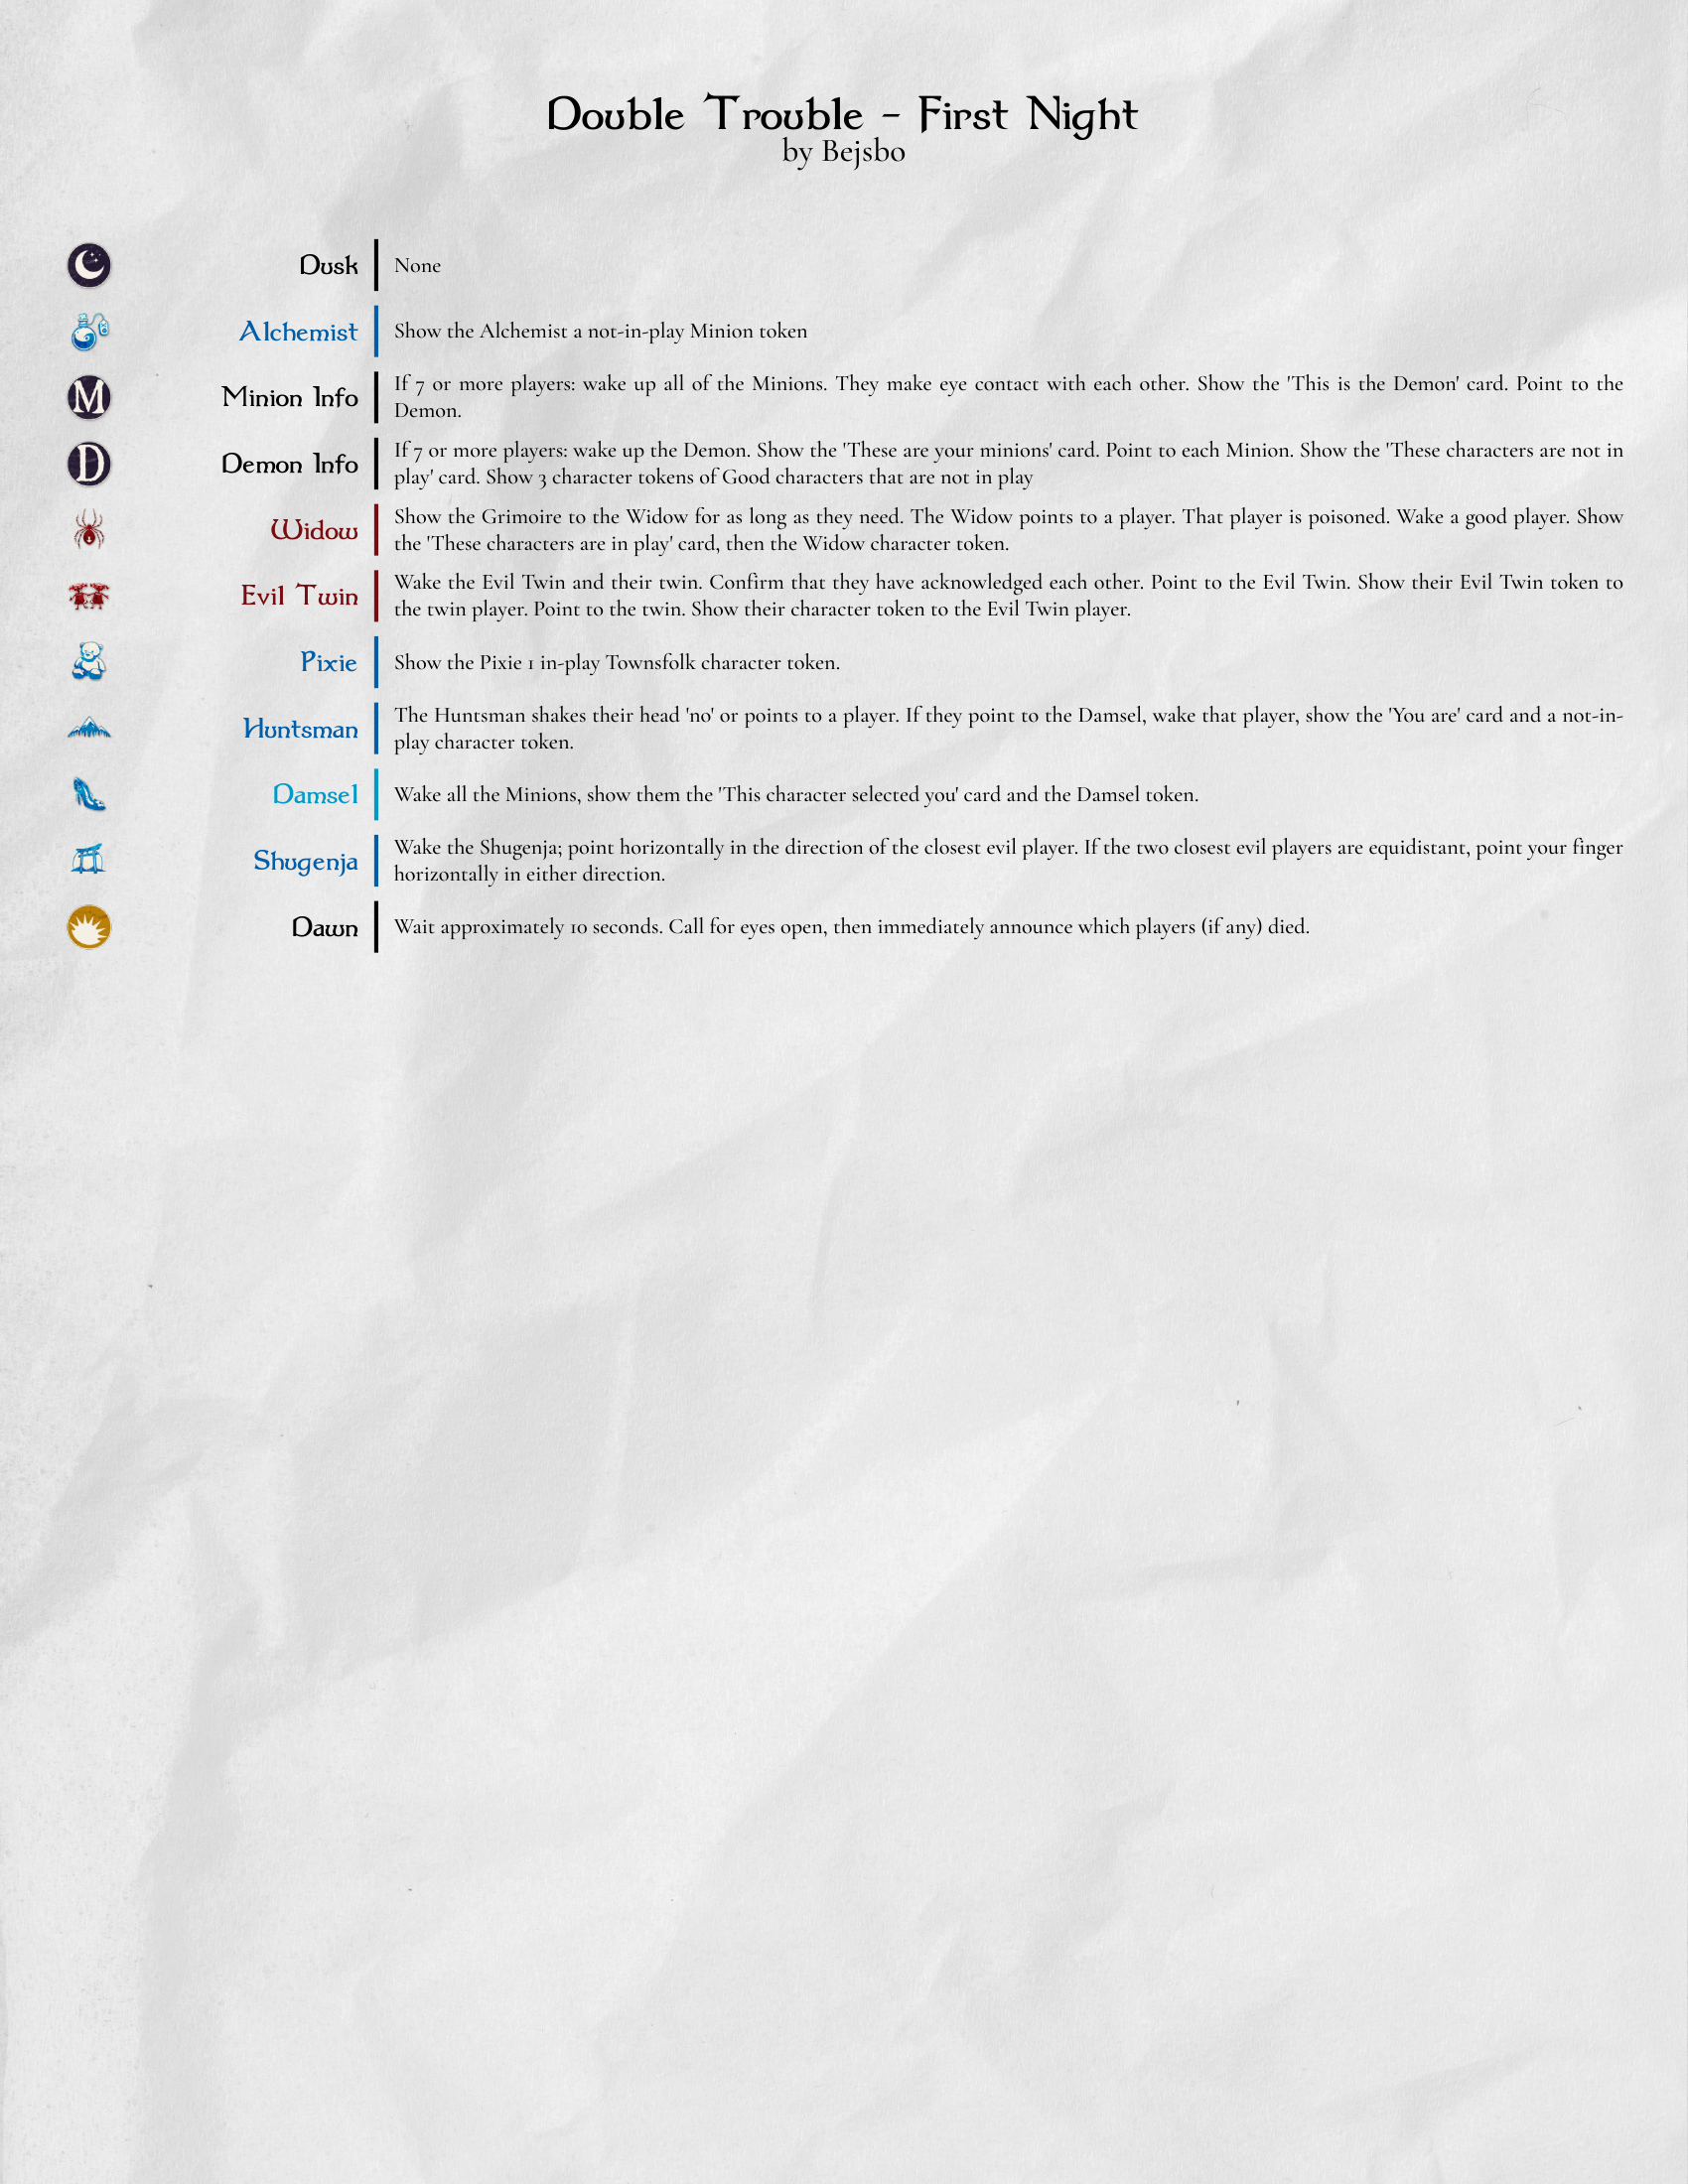 Double Trouble - First Night
by Bejsbo
Dusk
None
Alchemist
Show the Alchemist a not-in-play Minion token
M
Minion Info
If 7 or more players: wake up all of the Minions. They make eye contact with each other. Show the 'This is the Demon' card. Point to the
Demon.
D
Demon Info
If 7 or more players: wake up the Demon. Show the 'These are your minions' card. Point to each Minion. Show the 'These characters are not in
play' card. Show 3 character tokens of Good characters that are not in play
Widow
Show the Grimoire to the Widow for as long as they need. The Widow points to a player. That player is poisoned. Wake a good player. Show
the 'These characters are in play' card, then the Widow character token.
Evil Twin
Wake the Evil Twin and their twin. Confirm that they have acknowledged each other. Point to the Evil Twin. Show their Evil Twin token to
the twin player. Point to the twin. Show their character token to the Evil Twin player.
Pixie
Show the Pixie 1 in-play Townsfolk character token.
Huntsman
The Huntsman shakes their head 'no' or points to a player. If they point to the Damsel, wake that player, show the 'You are' card and a not-in-
play character token.
Damsel
Wake all the Minions, show them the 'This character selected you' card and the Damsel token.
Shugenja
Wake the Shugenja; point horizontally in the direction of the closest evil player. If the two closest evil players are equidistant, point your finger
horizontally in either direction.
Dawn
Wait approximately 10 seconds. Call for eyes open, then immediately announce which players (if any) died.